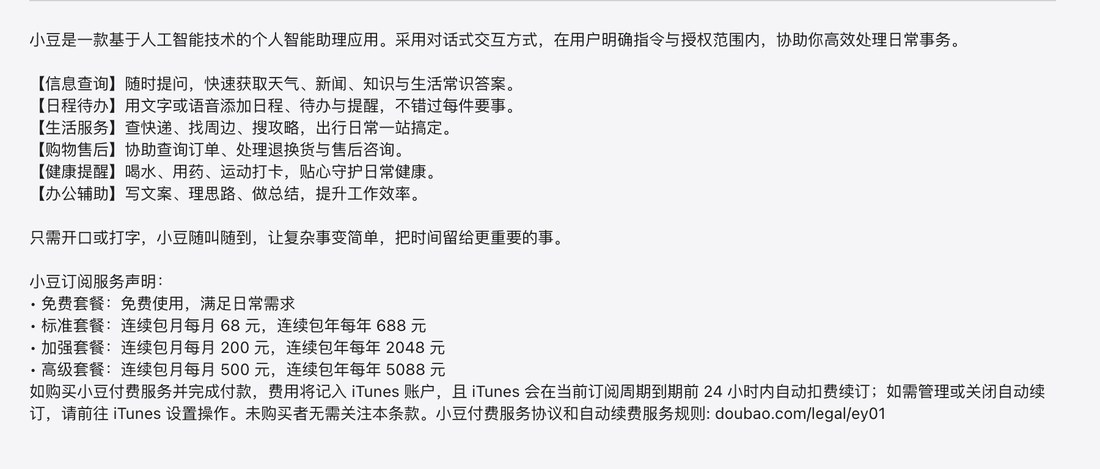 小豆是一款基于人工智能技术的个人智能助理应用。采用对话式交互方式，在用户明确指令与授权范围内，协助你高效处理日常事务。
【信息查询】随时提问，快速获取天气、新闻、知识与生活常识答案。
【日程待办】用文字或语音添加日程、待办与提醒，不错过每件要事。
【生活服务】查快递、找周边、搜攻略，出行日常一站搞定。
【购物售后】协助查询订单、处理退换货与售后咨询。
【健康提醒】喝水、用药、运动打卡，贴心守护日常健康。
【办公辅助】写文案、理思路、做总结，提升工作效率。
只需开口或打字，小豆随叫随到，让复杂事变简单，把时间留给更重要的事。
小豆订阅服务声明：
• 免费套餐：免费使用，满足日常需求
• 标准套餐：连续包月每月 68 元，连续包年每年 688 元
• 加强套餐：连续包月每月 200 元，连续包年每年 2048 元
• 高级套餐：连续包月每月 500 元，连续包年每年 5088 元
如购买小豆付费服务并完成付款，费用将记入 iTunes 账户，且 iTunes 会在当前订阅周期到期前 24 小时内自动扣费续订；如需管理或关闭自动续
订，请前往 iTunes 设置操作。未购买者无需关注本条款。小豆付费服务协议和自动续费服务规则: doubao.com/legal/ey01